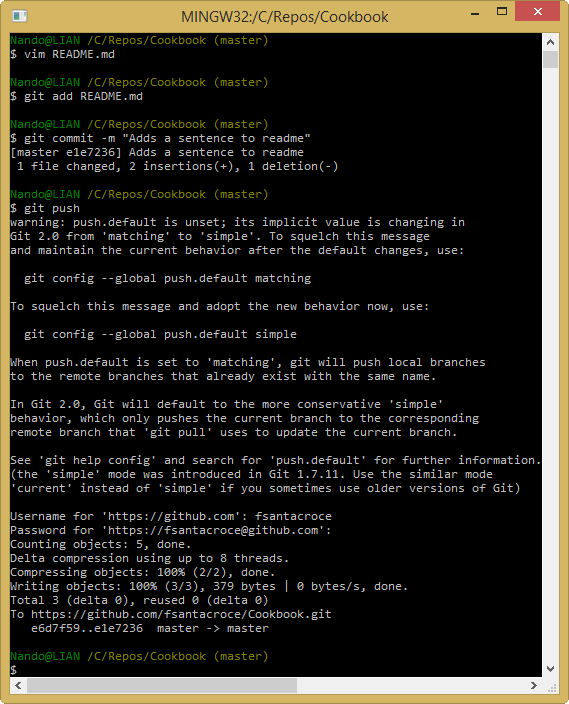 MINGW32:/C/Repos/Cookbook
Nando@LIAN /C/Repos/Cookbook (master)
$ vim README.md
Nando@LIAN /C/Repos/Cookbook (master)
$ git add README.md
Nando@LIAN /C/Repos/Cookbook (master)
$ git commit -m "Adds a sentence to readme"
[master e1e7236] Adds a sentence to readme
 1 file changed, 2 insertions(+), 1 deletion(-)
Nando@LIAN /C/Repos/Cookbook (master)
$ git push
warning: push.default is unset; its implicit value is changing in
Git 2.0 from 'matching' to 'simple'. To squelch this message
and maintain the current behavior after the default changes, use:
  git config --global push.default matching
To squelch this message and adopt the new behavior now, use:
  git config --global push.default simple
When push.default is set to 'matching', git will push local branches
to the remote branches that already exist with the same name.
In Git 2.0, Git will default to the more conservative 'simple'
behavior, which only pushes the current branch to the corresponding
remote branch that 'git pull' uses to update the current branch.
See 'git help config' and search for 'push.default' for further information.
(the 'simple' mode was introduced in Git 1.7.11. Use the similar mode
'current' instead of 'simple' if you sometimes use older versions of Git)
Username for 'https://github.com': fsantacroce
Password for 'https://fsantacroce@github.com':
Counting objects: 5, done.
Delta compression using up to 8 threads.
Compressing objects: 100% (2/2), done.
Writing objects: 100% (3/3), 379 bytes | 0 bytes/s, done.
Total 3 (delta 0), reused 0 (delta 0)
To https://github.com/fsantacroce/Cookbook.git
   e6d7f59..e1e7236  master -> master
Nando@LIAN /C/Repos/Cookbook (master)
$